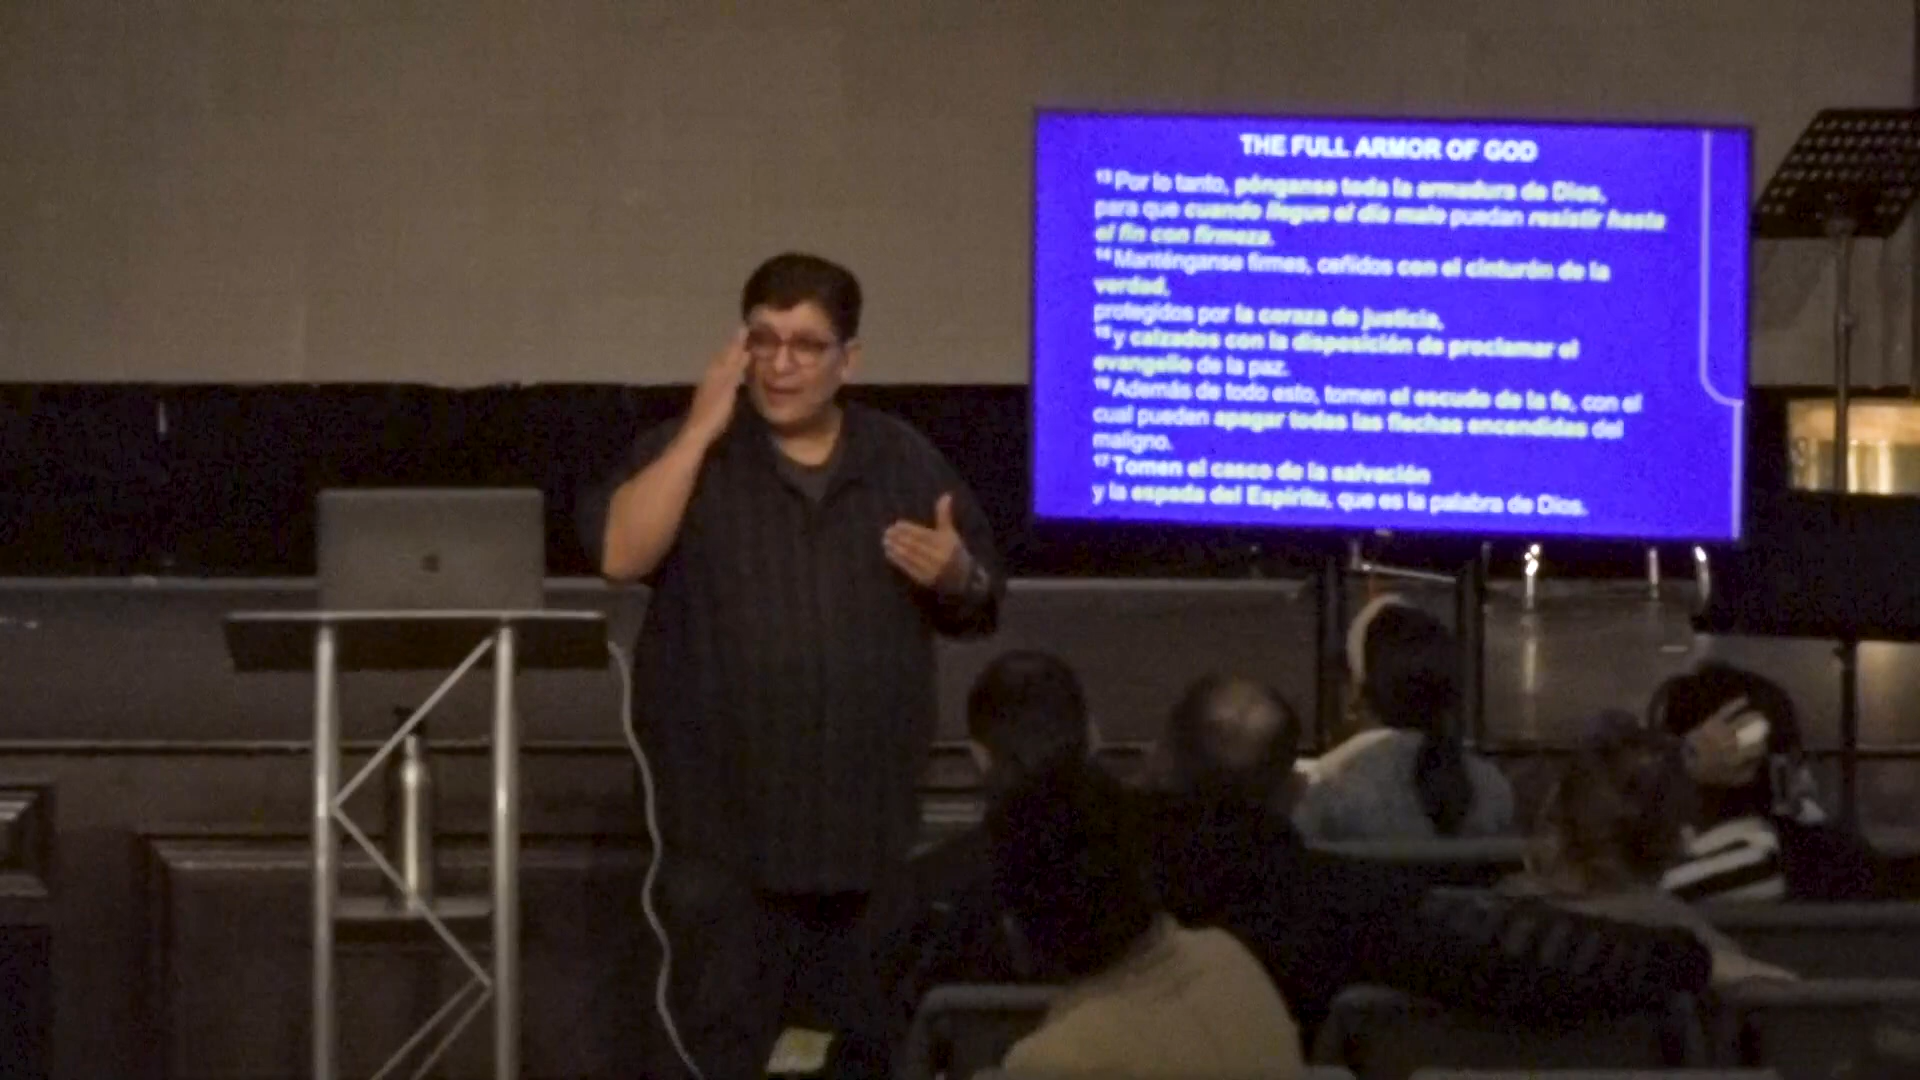 THE FULL ARMOR OF GOD
13 Por lo tanto, pónganse toda la armadura de Dios,
para que cuando llegue el día malo puedan resistir hasta
el fin con firmeza.
14 Manténganse firmes, ceñidos con el cinturón de la
verdad,
protegidos por la coraza de justicia,
15 y calzados con la disposición de proclamar el
evangelio de la paz.
16 Además de todo esto, tomen el escudo de la fe, con el
cual pueden apagar todas las flechas encendidas del
maligno.
17 Tomen el casco de la salvación
y la espada del Espíritu, que es la palabra de Dios.